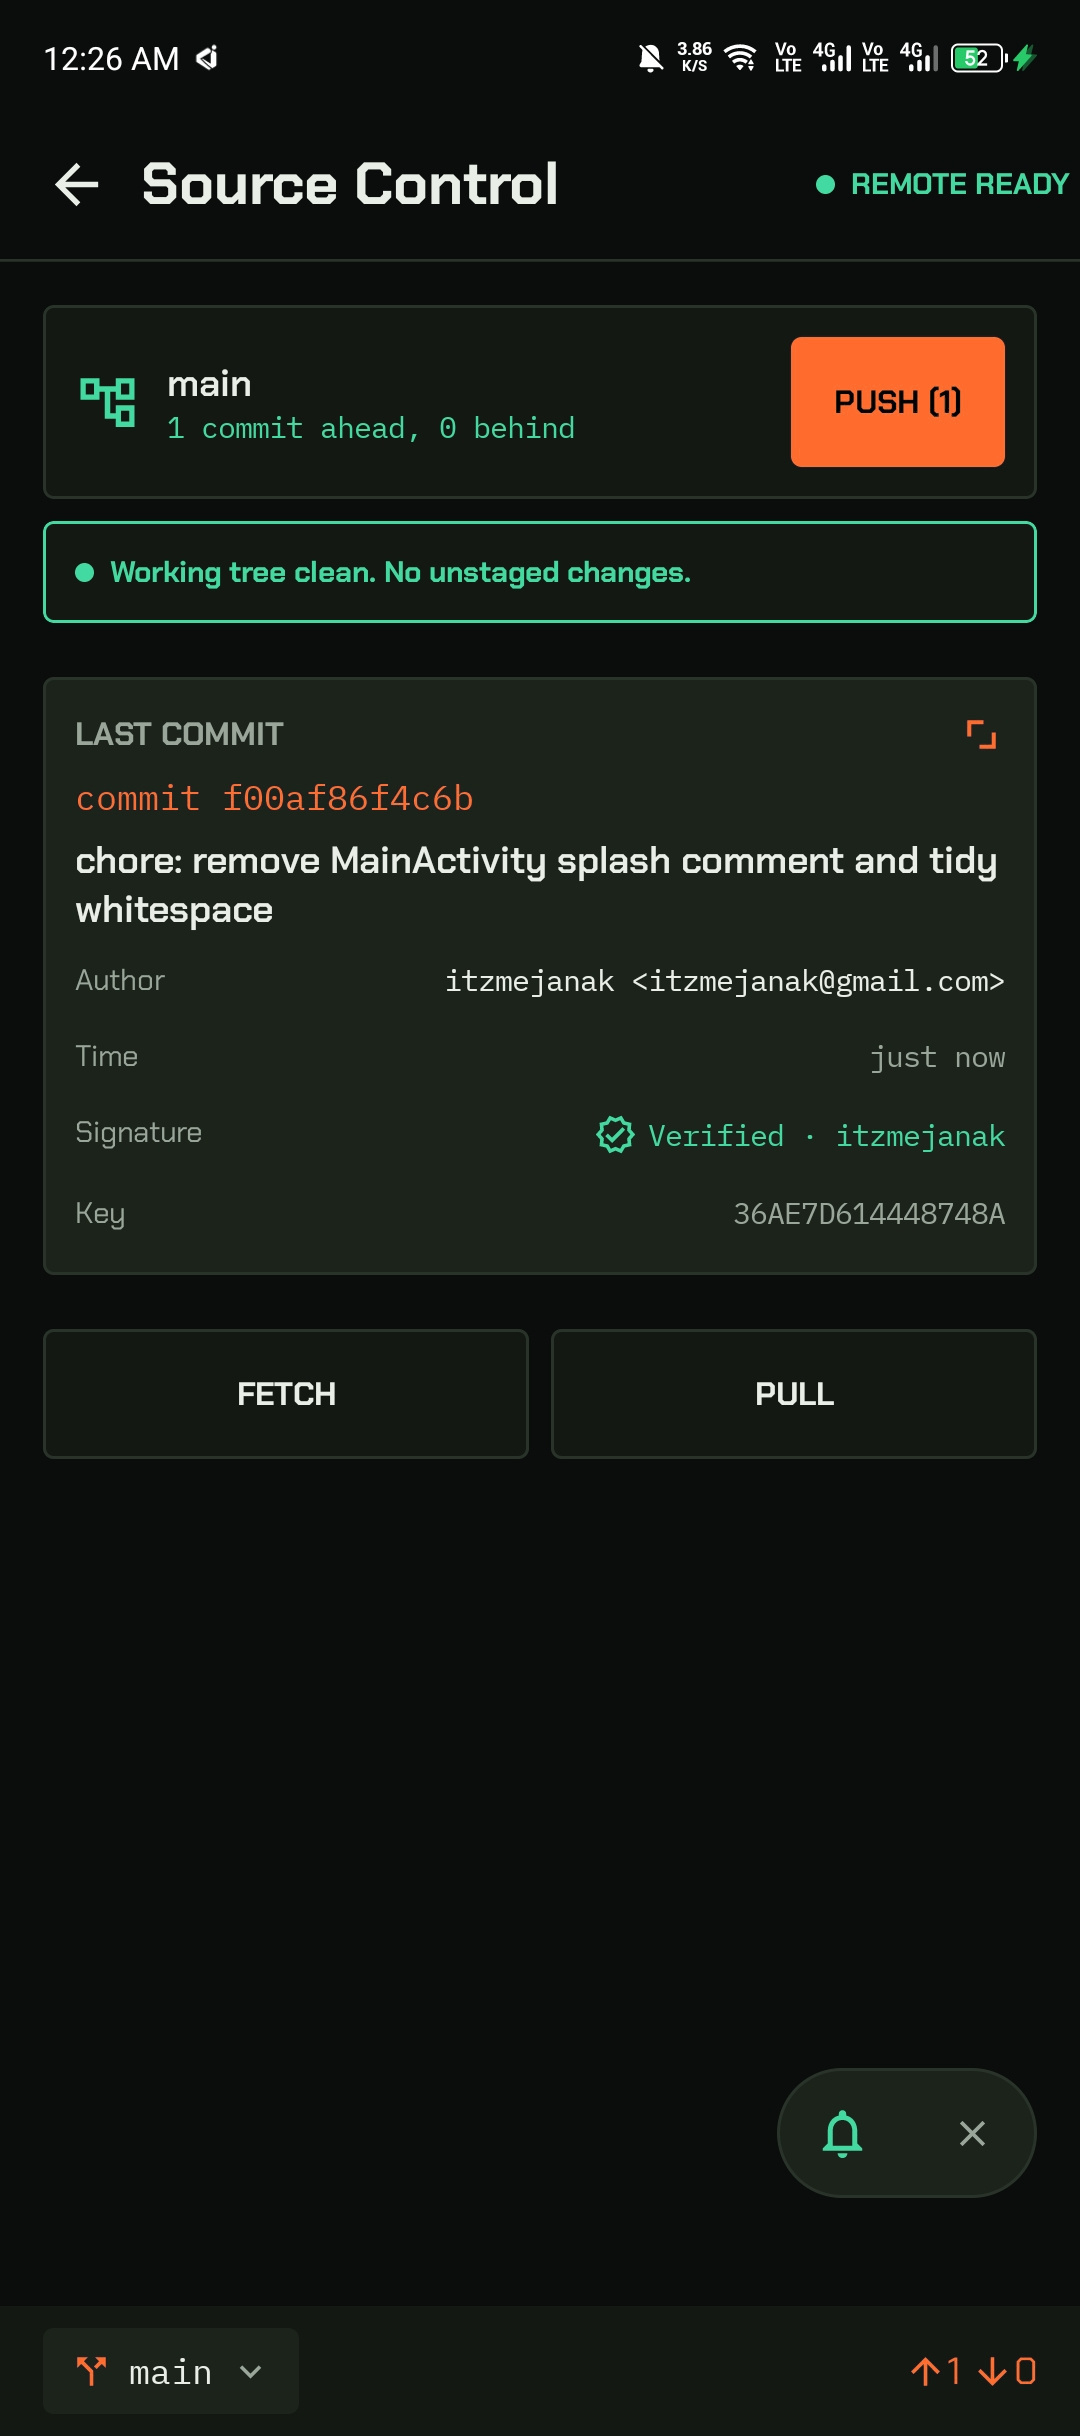 12:26 AM
3.86 K/S
Vo LTE 4G Vo LTE 4G
52
Source Control
REMOTE READY
main
1 commit ahead, 0 behind
PUSH (1)
Working tree clean. No unstaged changes.
LAST COMMIT
commit f00af86f4c6b
chore: remove MainActivity splash comment and tidy
whitespace
Author itzmejanak <itzmejanak@gmail.com>
Time just now
Signature Verified · itzmejanak
Key 36AE7D614448748A
FETCH
PULL
main
↑1 ↓0